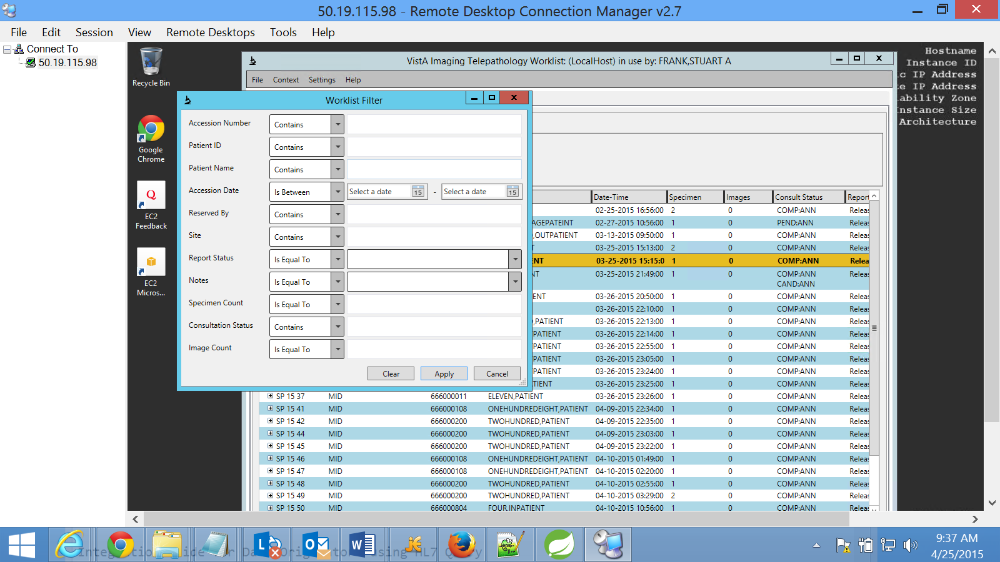 50.19.115.98 - Remote Desktop Connection Manager v2.7
File Edit Session View Remote Desktops Tools Help
Connect To
50.19.115.98
Recycle Bin
Google Chrome
EC2 Feedback
EC2 Micros...
Hostname
Instance ID
c IP Address
e IP Address
ability Zone
Instance Size
Architecture
VistA Imaging Telepathology Worklist: (LocalHost) in use by: FRANK,STUART A
File Context Settings Help
Worklist Filter
Accession Number Contains
Patient ID Contains
Patient Name Contains
Accession Date Is Between Select a date 15 - Select a date 15
Reserved By Contains
Site Contains
Report Status Is Equal To
Notes Is Equal To
Specimen Count Is Equal To
Consultation Status Contains
Image Count Is Equal To
Clear Apply Cancel
Date-Time Specimen Images Consult Status Report
02-25-2015 16:56:00 2 0 COMP:ANN Releas
AGEPATEINT 02-27-2015 10:56:00 1 0 PEND:ANN Releas
,OUTPATIENT 03-13-2015 09:50:00 1 0 COMP:ANN Releas
T 03-25-2015 15:13:00 2 0 COMP:ANN Releas
ENT 03-25-2015 15:15:0 1 0 COMP:ANN Relea
NT 03-25-2015 21:49:00 1 0 COMP:ANN Releas
CAND:ANN
ENT 03-26-2015 20:50:00 1 0 COMP:ANN Releas
03-26-2015 22:10:00 1 0 COMP:ANN Releas
),PATIENT 03-26-2015 22:13:00 1 0 COMP:ANN Releas
PATIENT 03-26-2015 22:14:00 1 0 COMP:ANN Releas
PATIENT 03-26-2015 22:55:00 1 0 COMP:ANN Releas
PATIENT 03-26-2015 23:05:00 1 0 COMP:ANN Releas
PATIENT 03-26-2015 23:24:00 1 0 COMP:ANN Releas
TIENT 03-26-2015 23:25:00 1 0 COMP:ANN Releas
SP 15 37 MID 666000011 ELEVEN,PATIENT 03-26-2015 23:26:00 1 0 COMP:ANN Releas
SP 15 41 MID 666000108 ONEHUNDREDEIGHT,PATIENT 04-09-2015 22:34:00 1 0 COMP:ANN Releas
SP 15 42 MID 666000200 TWOHUNDRED,PATIENT 04-09-2015 22:35:00 1 0 COMP:ANN Releas
SP 15 44 MID 666000200 TWOHUNDRED,PATIENT 04-09-2015 23:03:00 1 0 COMP:ANN Releas
SP 15 45 MID 666000200 TWOHUNDRED,PATIENT 04-09-2015 23:22:00 1 0 COMP:ANN Releas
SP 15 46 MID 666000108 ONEHUNDREDEIGHT,PATIENT 04-10-2015 01:49:00 1 0 COMP:ANN Releas
SP 15 47 MID 666000108 ONEHUNDREDEIGHT,PATIENT 04-10-2015 02:20:00 1 0 COMP:ANN Releas
SP 15 48 MID 666000200 TWOHUNDRED,PATIENT 04-10-2015 02:55:00 1 0 COMP:ANN Releas
SP 15 49 MID 666000200 TWOHUNDRED,PATIENT 04-10-2015 03:29:00 2 0 COMP:ANN Releas
SP 15 50 MID 666000804 FOUR,INPATIENT 04-10-2015 10:56:00 1 0 COMP:ANN Releas
9:37 AM
4/25/2015